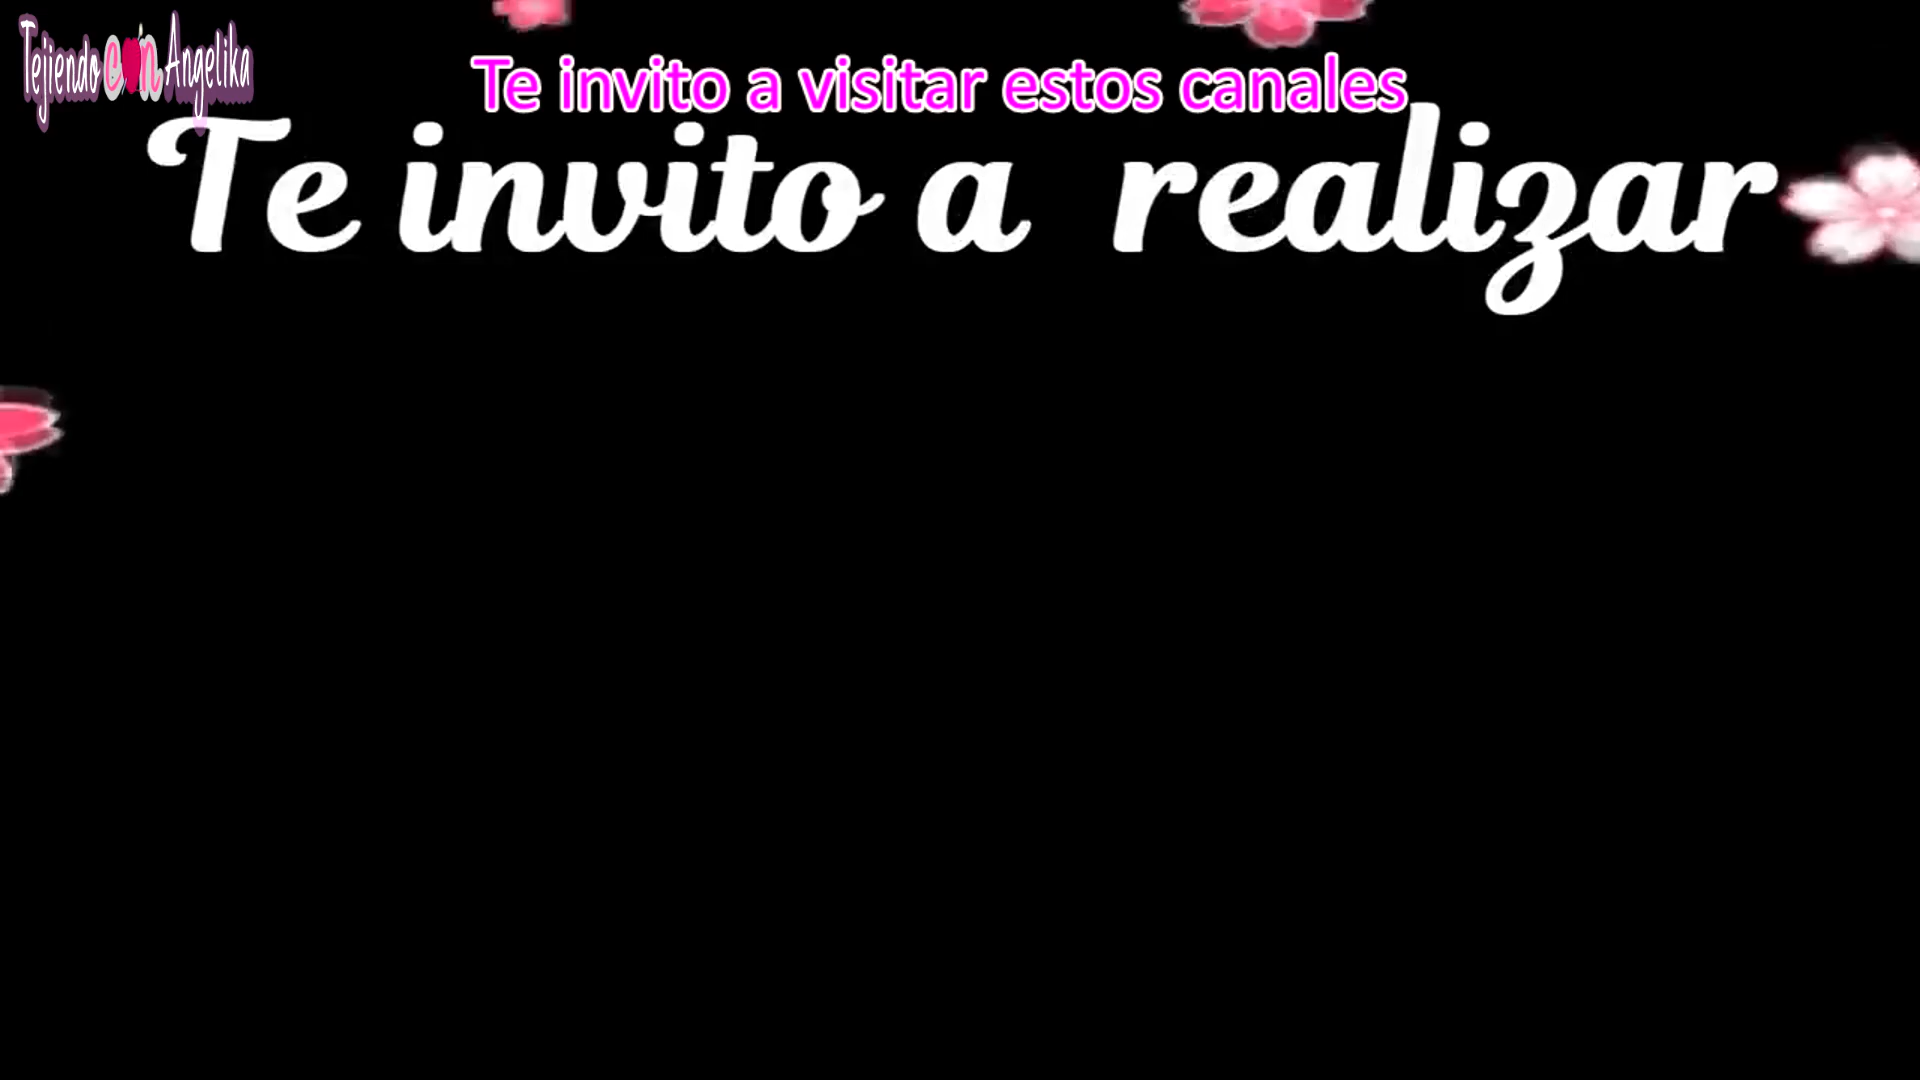 Tejiendo con Angelika
Te invito a visitar estos canales
Te invito a realizar